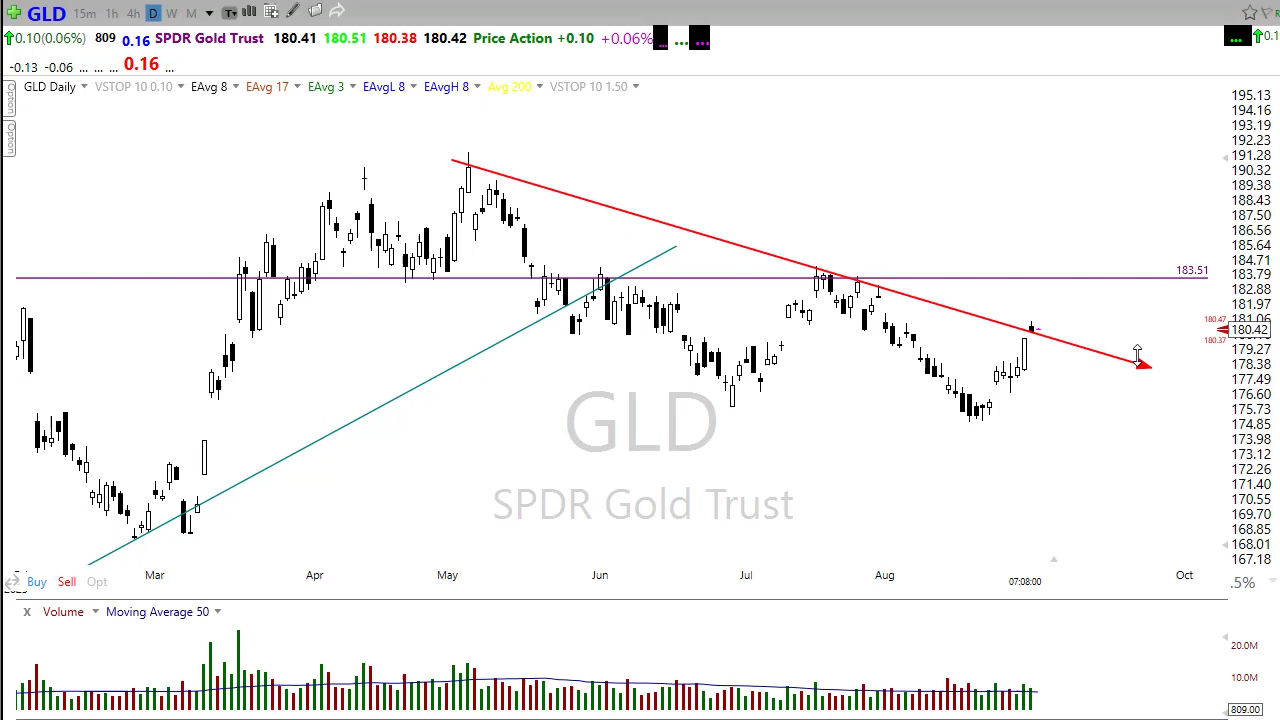 GLD 15m 1h 4h D W M T
0.10(0.06%) 809 0.16 SPDR Gold Trust 180.41 180.51 180.38 180.42 Price Action +0.10 +0.06% ... ... ... ... 0.1
-0.13 -0.06 ... ... ... 0.16 ...
GLD Daily VSTOP 10 0.10 EAvg 8 EAvg 17 EAvg 3 EAvgL 8 EAvgH 8 Avg 200 VSTOP 10 1.50
Option
Option
195.13
194.16
193.19
192.23
191.28
190.32
189.38
188.43
187.50
186.56
185.64
184.71
183.51
183.79
182.88
181.97
180.47 181.06
180.42
180.37
179.27
178.38
177.49
176.60
175.73
174.85
173.98
173.12
172.26
171.40
170.55
169.70
168.85
168.01
167.18
GLD
SPDR Gold Trust
Mar Apr May Jun Jul Aug 07:08:00 Oct
Buy Sell Opt .5%
X Volume Moving Average 50
20.0M
10.0M
809.00